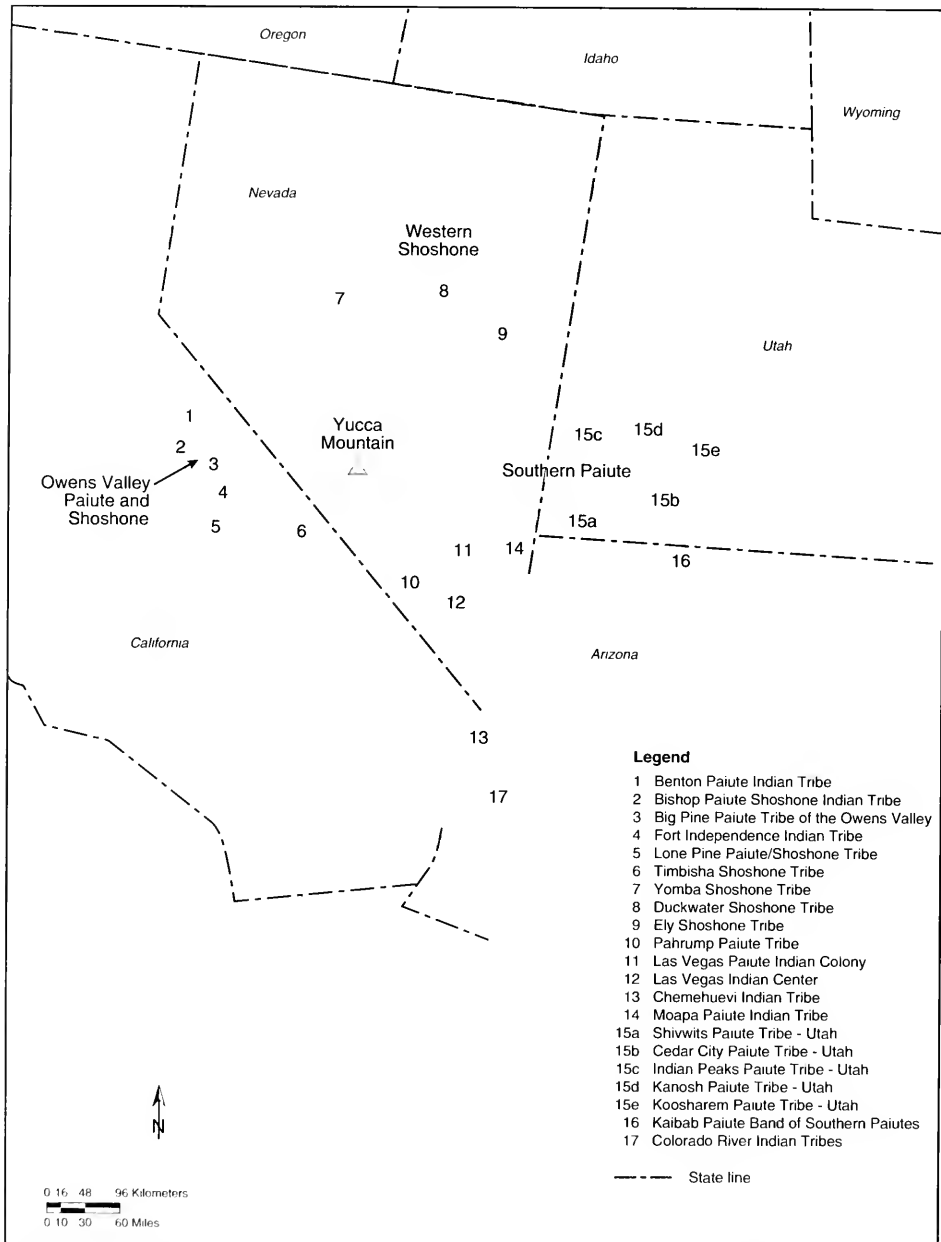 Oregon
Idaho
Wyoming
Nevada
Western
Shoshone
7
8
9
Utah
1
2
3
Owens Valley
Paiute and
Shoshone
4
5
6
Yucca
Mountain
15c
15d
15e
Southern Paiute
15b
15a
11
14
16
10
12
California
Arizona
13
17
Legend
1 Benton Paiute Indian Tribe
2 Bishop Paiute Shoshone Indian Tribe
3 Big Pine Paiute Tribe of the Owens Valley
4 Fort Independence Indian Tribe
5 Lone Pine Paiute/Shoshone Tribe
6 Timbisha Shoshone Tribe
7 Yomba Shoshone Tribe
8 Duckwater Shoshone Tribe
9 Ely Shoshone Tribe
10 Pahrump Paiute Tribe
11 Las Vegas Paiute Indian Colony
12 Las Vegas Indian Center
13 Chemehuevi Indian Tribe
14 Moapa Paiute Indian Tribe
15a Shivwits Paiute Tribe - Utah
15b Cedar City Paiute Tribe - Utah
15c Indian Peaks Paiute Tribe - Utah
15d Kanosh Paiute Tribe - Utah
15e Koosharem Paiute Tribe - Utah
16 Kaibab Paiute Band of Southern Paiutes
17 Colorado River Indian Tribes
State line
N
0 16 48 96 Kilometers
0 10 30 60 Miles